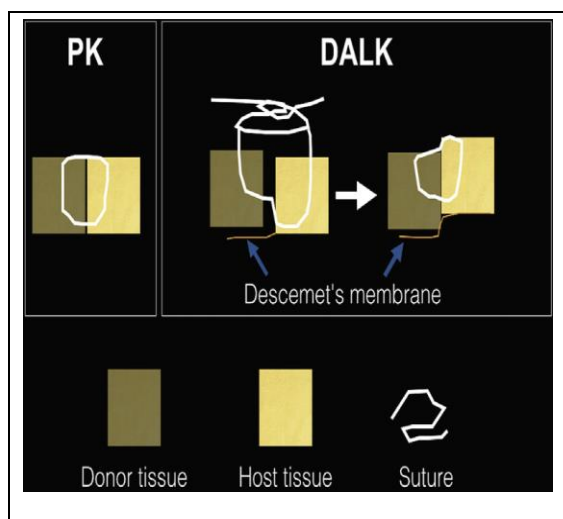 PK
DALK
Descemet's membrane
Donor tissue
Host tissue
Suture